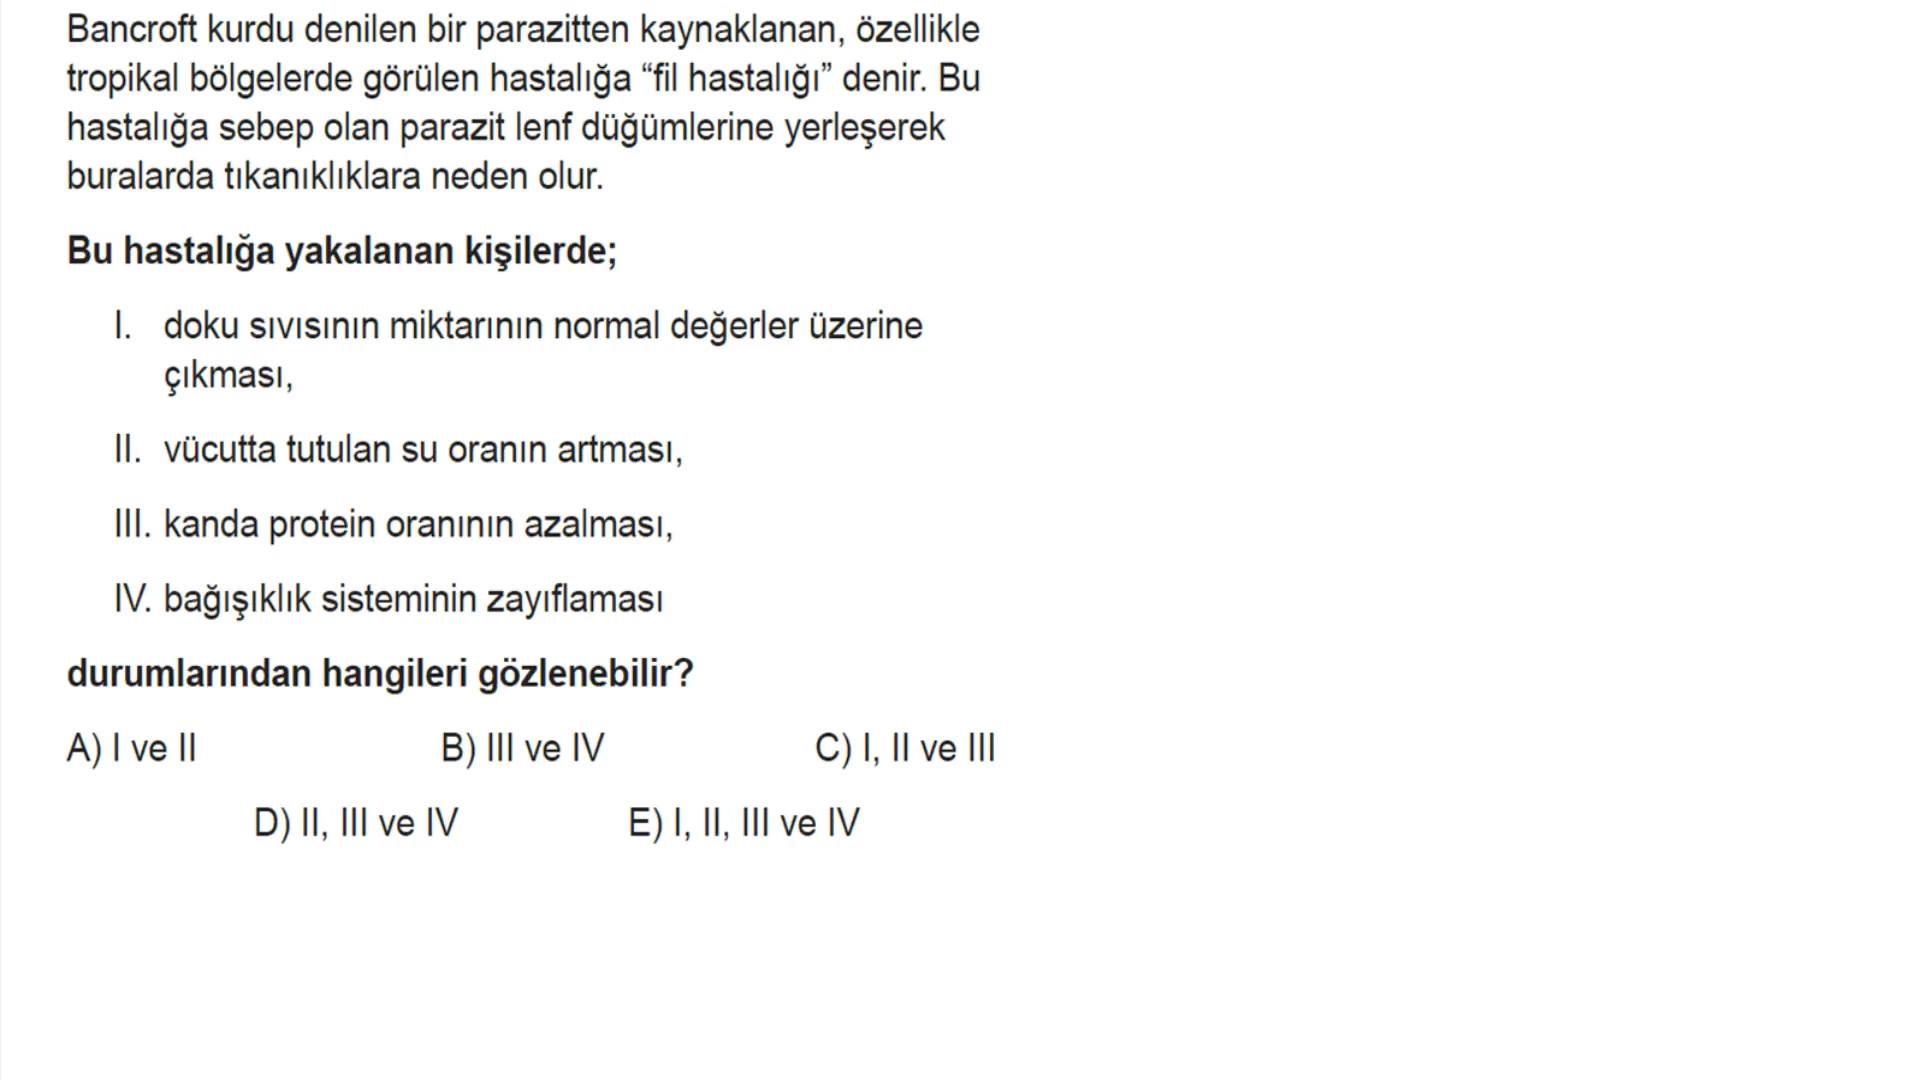 Bancroft kurdu denilen bir parazitten kaynaklanan, özellikle
tropikal bölgelerde görülen hastalığa “fil hastalığı” denir. Bu
hastalığa sebep olan parazit lenf düğümlerine yerleşerek
buralarda tıkanıklıklara neden olur.
Bu hastalığa yakalanan kişilerde;
I. doku sıvısının miktarının normal değerler üzerine
çıkması,
II. vücutta tutulan su oranın artması,
III. kanda protein oranının azalması,
IV. bağışıklık sisteminin zayıflaması
durumlarından hangileri gözlenebilir?
A) I ve II B) III ve IV C) I, II ve III
D) II, III ve IV E) I, II, III ve IV